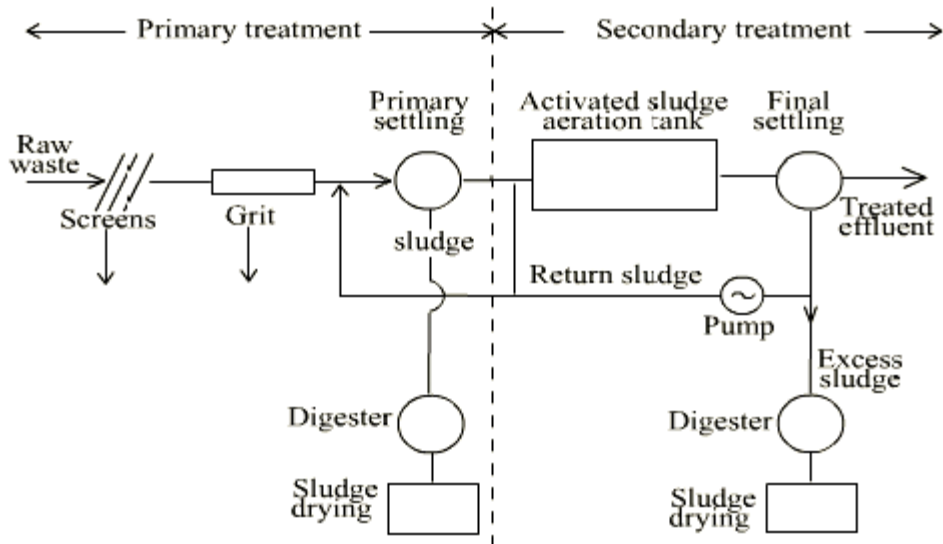 Primary treatment
Secondary treatment
Primary
settling
Activated sludge
aeration tank
Final
settling
Raw
waste
Screens
Grit
sludge
Treated
effluent
Return sludge
Pump
Excess
sludge
Digester
Digester
Sludge
drying
Sludge
drying